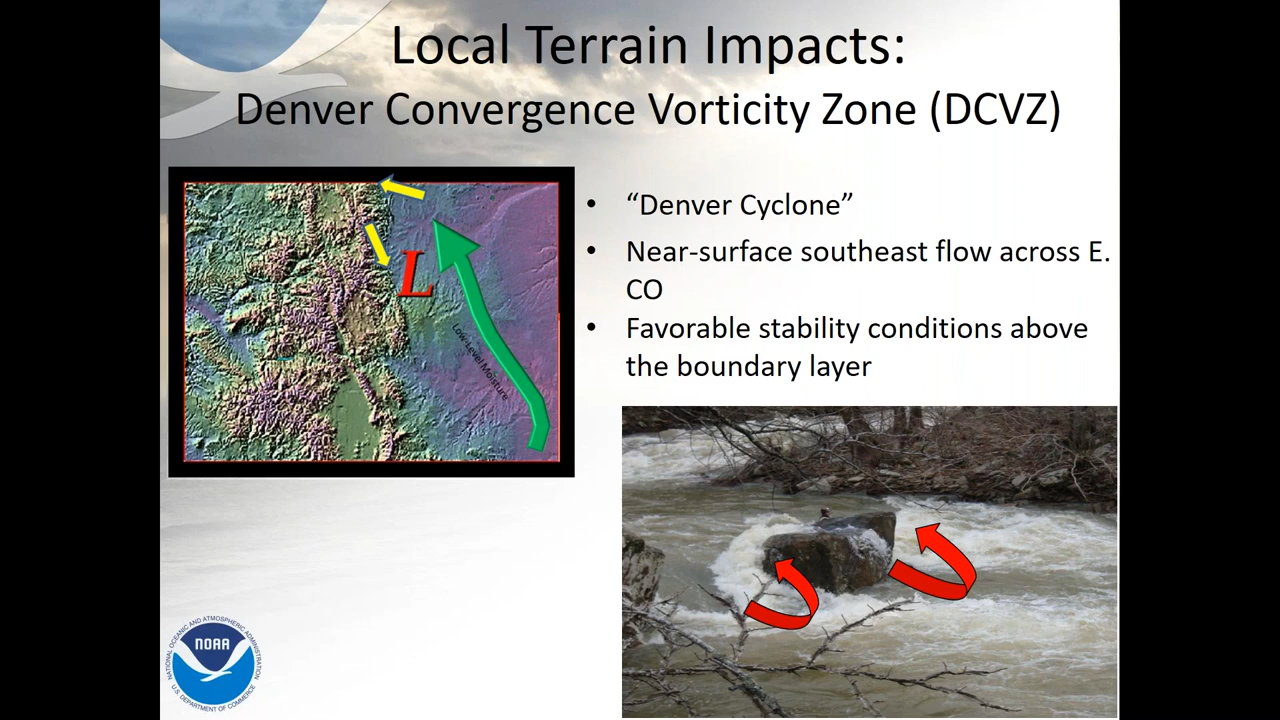 Local Terrain Impacts:
Denver Convergence Vorticity Zone (DCVZ)
L
Low-Level Moisture
• “Denver Cyclone”
• Near-surface southeast flow across E.
CO
• Favorable stability conditions above
the boundary layer
NATIONAL OCEANIC AND ATMOSPHERIC ADMINISTRATION
NOAA
U.S. DEPARTMENT OF COMMERCE